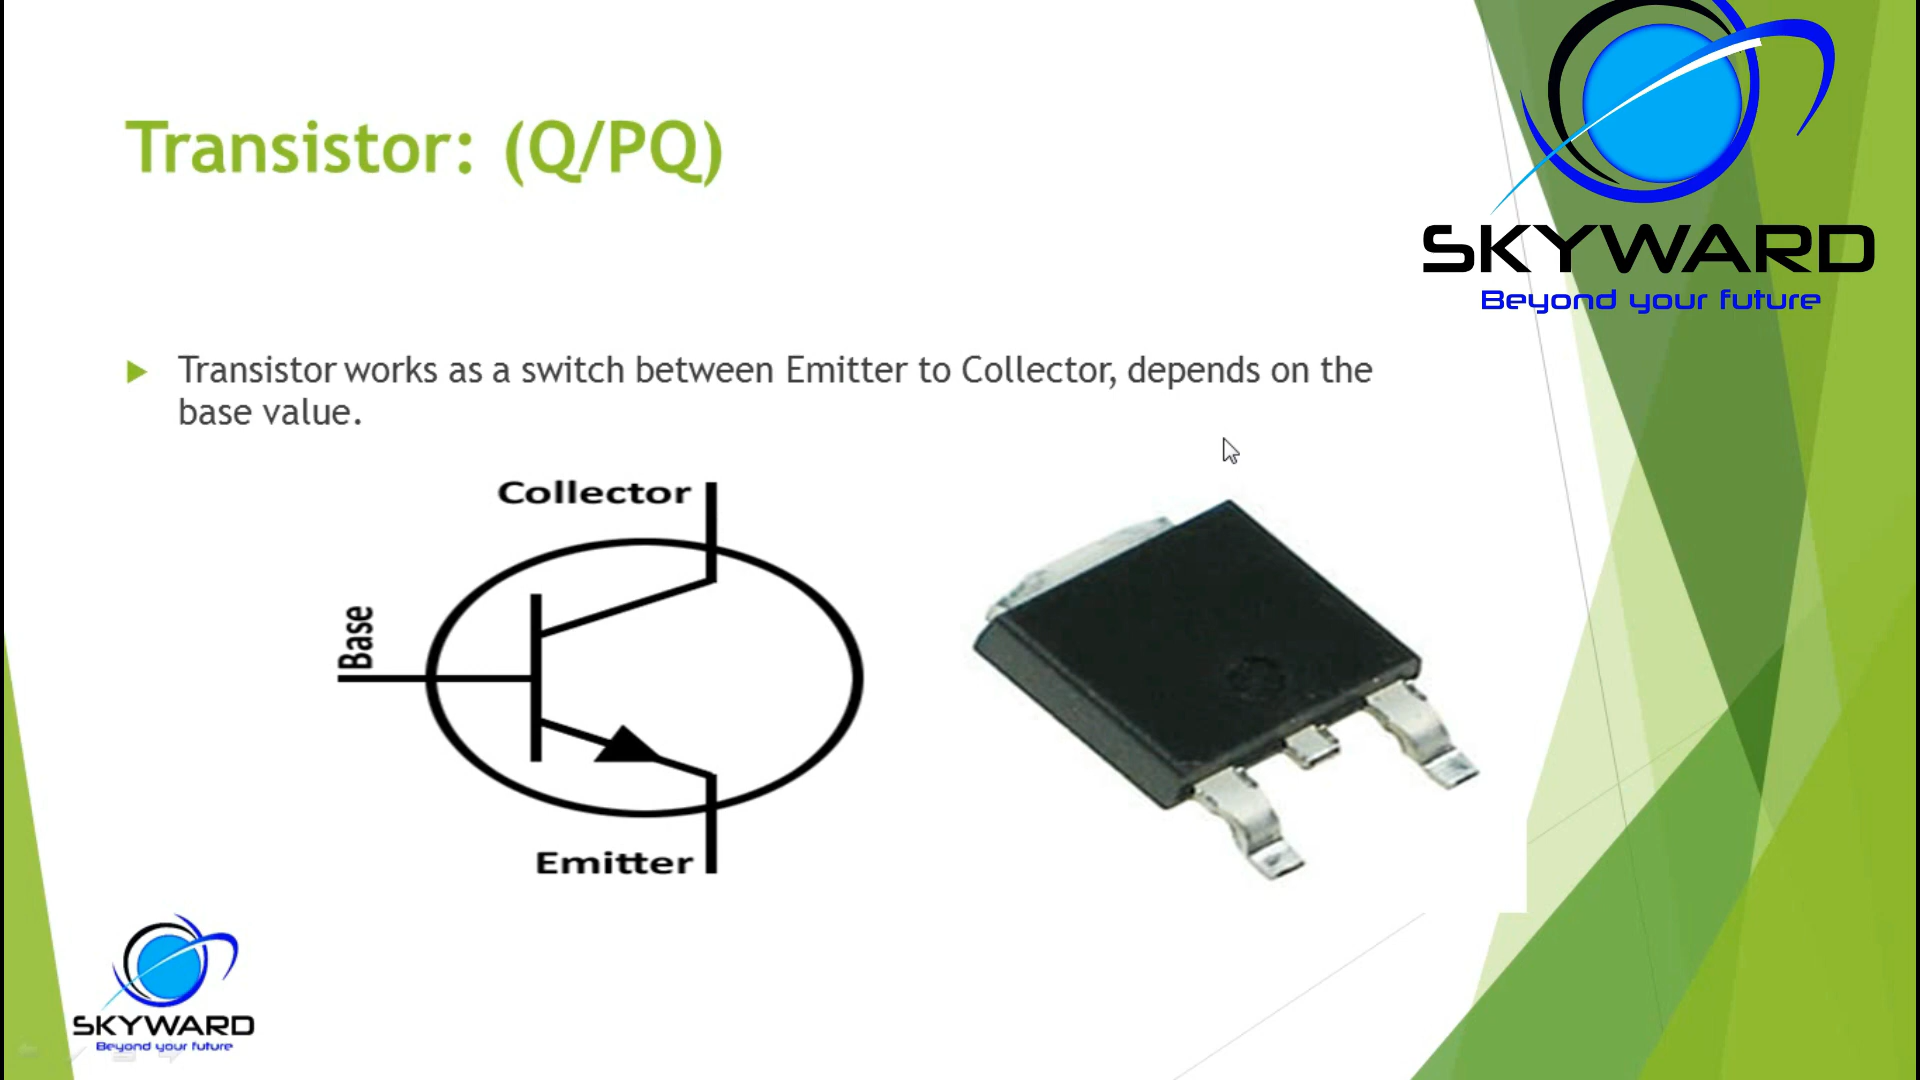 Transistor: (Q/PQ)
SKYWARD
Beyond your future
Transistor works as a switch between Emitter to Collector, depends on the
base value.
Collector
Base
Emitter
SKYWARD
Beyond your future